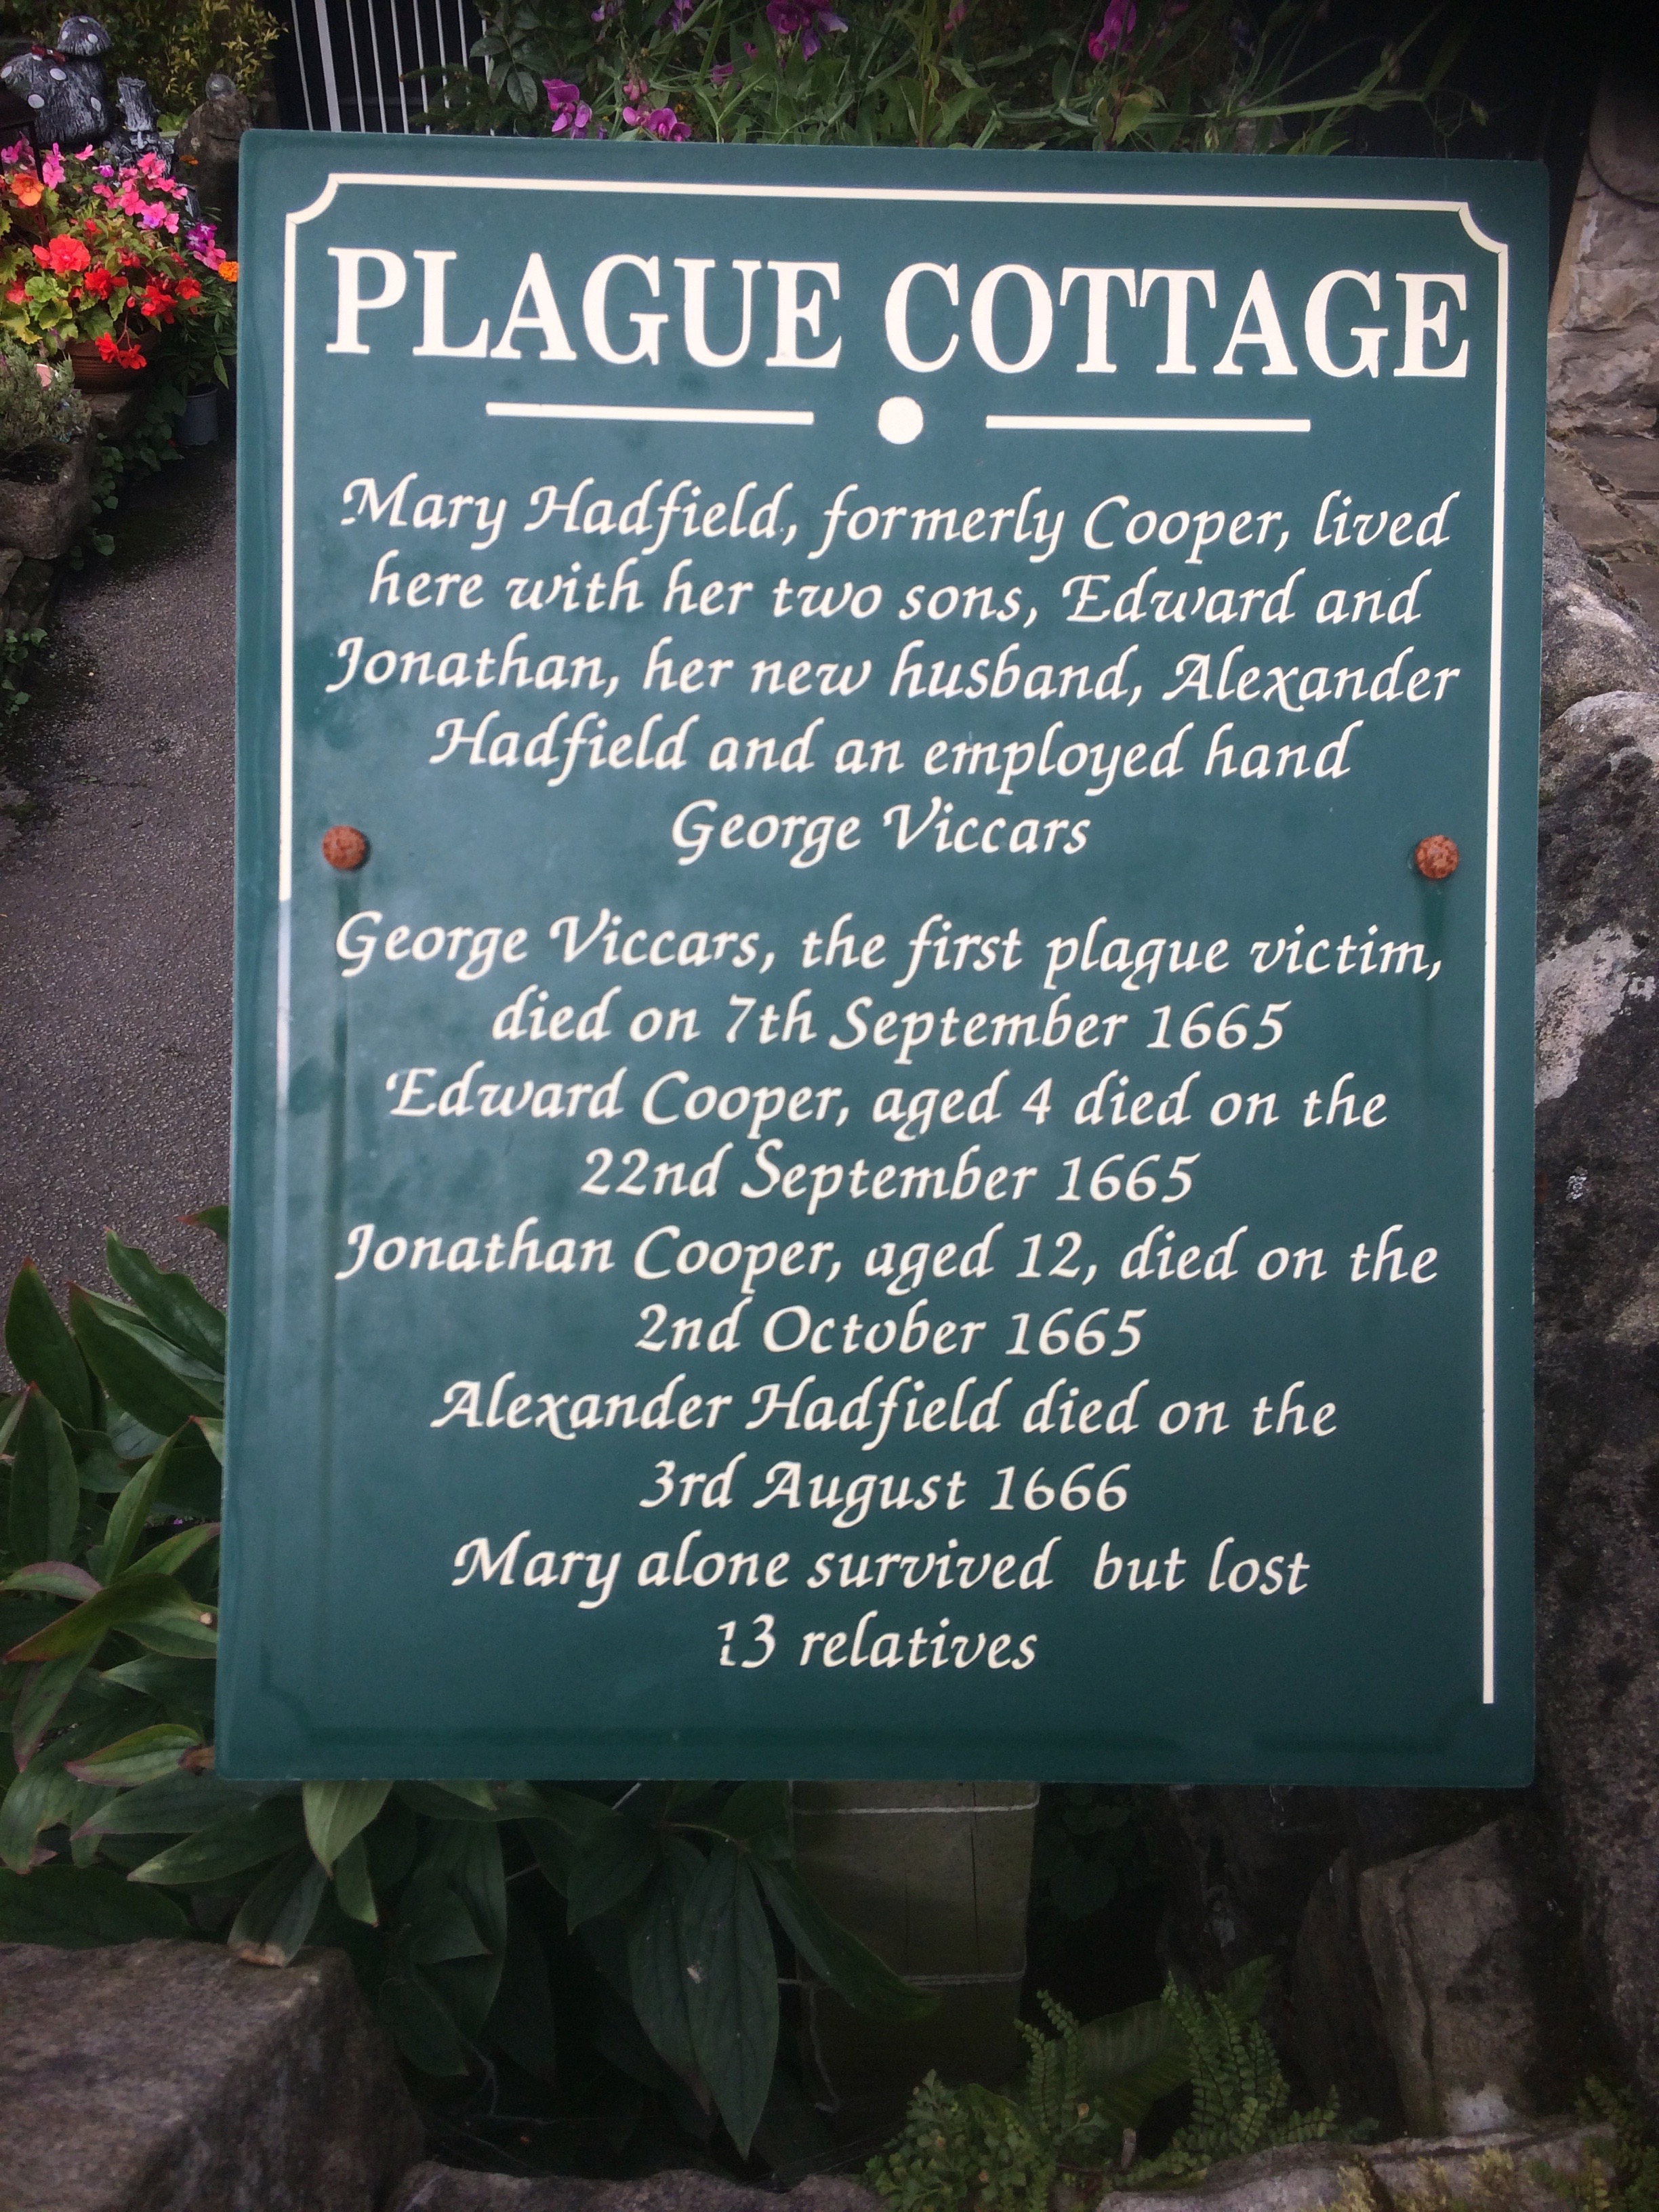 PLAGUE COTTAGE
Mary Hadfield, formerly Cooper, lived
here with her two sons, Edward and
Jonathan, her new husband, Alexander
Hadfield and an employed hand
George Viccars
George Viccars, the first plague victim,
died on 7th September 1665
Edward Cooper, aged 4 died on the
22nd September 1665
Jonathan Cooper, aged 12, died on the
2nd October 1665
Alexander Hadfield died on the
3rd August 1666
Mary alone survived but lost
13 relatives